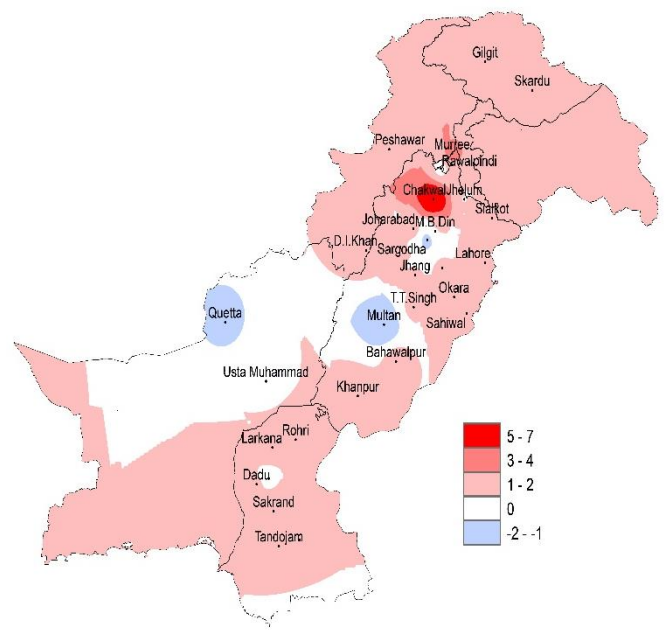 Gilgit
Skardu
Peshawar
Murree
Rawalpindi
Chakwal
Jhelum
Sialkot
Joharabad
M.B.Din
D.I.Khan
Sargodha
Lahore
Jhang
Okara
T.T.Singh
Quetta
Multan
Sahiwal
Bahawalpur
Usta Muhammad
Khanpur
Larkana
Rohri
Dadu
Sakrand
Tandojam
5 - 7
3 - 4
1 - 2
0
-2 - -1